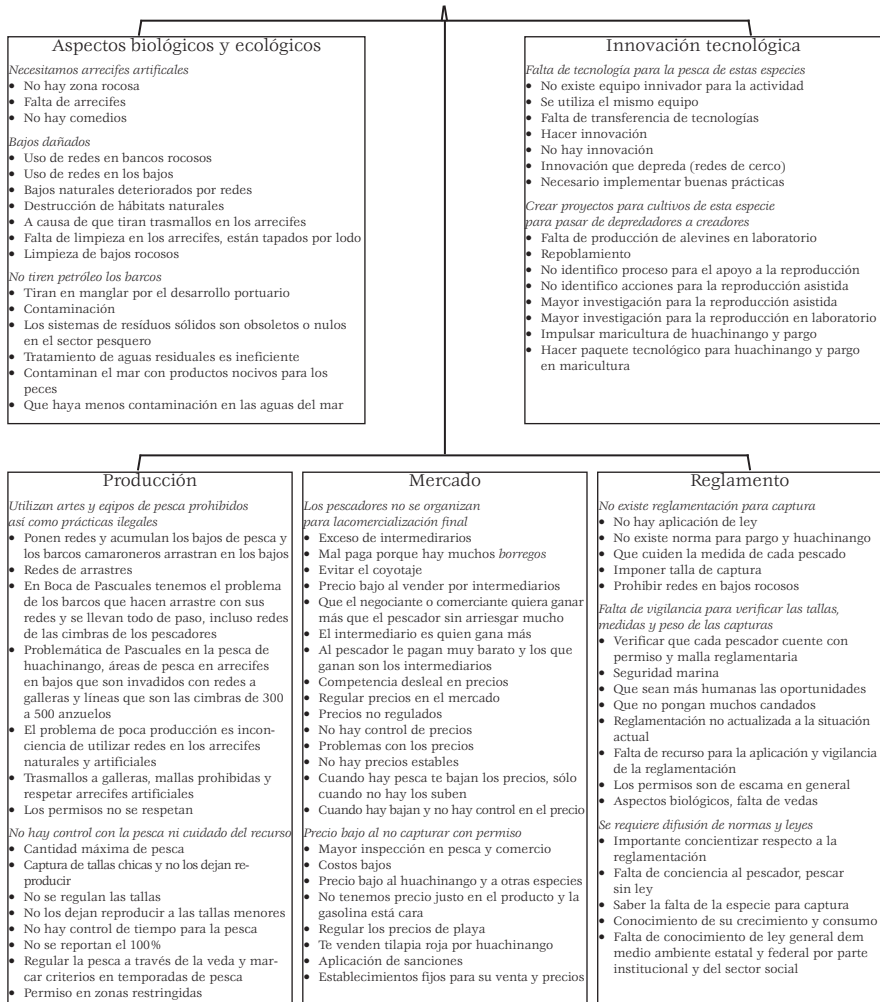 Aspectos biológicos y ecológicos
Necesitamos arrecifes artificales
• No hay zona rocosa
• Falta de arrecifes
• No hay comedios
Bajos dañados
• Uso de redes en bancos rocosos
• Uso de redes en los bajos
• Bajos naturales deteriorados por redes
• Destrucción de hábitats naturales
• A causa de que tiran trasmallos en los arrecifes
• Falta de limpieza en los arrecifes, están tapados por lodo
• Limpieza de bajos rocosos
No tiren petróleo los barcos
• Tiran en manglar por el desarrollo portuario
• Contaminación
• Los sistemas de resíduos sólidos son obsoletos o nulos
en el sector pesquero
• Tratamiento de aguas residuales es ineficiente
• Contaminan el mar con productos nocivos para los
peces
• Que haya menos contaminación en las aguas del mar
Innovación tecnológica
Falta de tecnología para la pesca de estas especies
• No existe equipo innivador para la actividad
• Se utiliza el mismo equipo
• Falta de transferencia de tecnologías
• Hacer innovación
• No hay innovación
• Innovación que depreda (redes de cerco)
• Necesario implementar buenas prácticas
Crear proyectos para cultivos de esta especie
para pasar de depredadores a creadores
• Falta de producción de alevines en laboratorio
• Repoblamiento
• No identifico proceso para el apoyo a la reproducción
• No identifico acciones para la reproducción asistida
• Mayor investigación para la reproducción asistida
• Mayor investigación para la reproducción en laboratorio
• Impulsar maricultura de huachinango y pargo
• Hacer paquete tecnológico para huachinango y pargo
en maricultura
Producción
Utilizan artes y eqipos de pesca prohibidos
así como prácticas ilegales
• Ponen redes y acumulan los bajos de pesca y
los barcos camaroneros arrastran en los bajos
• Redes de arrastres
• En Boca de Pascuales tenemos el problema
de los barcos que hacen arrastre con sus
redes y se llevan todo de paso, incluso redes
de las cimbras de los pescadores
• Problemática de Pascuales en la pesca de
huachinango, áreas de pesca en arrecifes
en bajos que son invadidos con redes a
galleras y líneas que son las cimbras de 300
a 500 anzuelos
• El problema de poca producción es incon-
ciencia de utilizar redes en los arrecifes
naturales y artificiales
• Trasmallos a galleras, mallas prohibidas y
respetar arrecifes artificiales
• Los permisos no se respetan
No hay control con la pesca ni cuidado del recurso
• Cantidad máxima de pesca
• Captura de tallas chicas y no los dejan re-
producir
• No se regulan las tallas
• No los dejan reproducir a las tallas menores
• No hay control de tiempo para la pesca
• No se reportan el 100%
• Regular la pesca a través de la veda y mar-
car criterios en temporadas de pesca
• Permiso en zonas restringidas
Mercado
Los pescadores no se organizan
para lacomercialización final
• Exceso de intermedirarios
• Mal paga porque hay muchos borregos
• Evitar el coyotaje
• Precio bajo al vender por intermediarios
• Que el negociante o comerciante quiera ganar
más que el pescador sin arriesgar mucho
• El intermediario es quien gana más
• Al pescador le pagan muy barato y los que
ganan son los intermediarios
• Competencia desleal en precios
• Regular precios en el mercado
• Precios no regulados
• No hay control de precios
• Problemas con los precios
• No hay precios estables
• Cuando hay pesca te bajan los precios, sólo
cuando no hay los suben
• Cuando hay bajan y no hay control en el precio
Precio bajo al no capturar con permiso
• Mayor inspección en pesca y comercio
• Costos bajos
• Precio bajo al huachinango y a otras especies
• No tenemos precio justo en el producto y la
gasolina está cara
• Regular los precios de playa
• Te venden tilapia roja por huachinango
• Aplicación de sanciones
• Establecimientos fijos para su venta y precios
Reglamento
No existe reglamentación para captura
• No hay aplicación de ley
• No existe norma para pargo y huachinango
• Que cuiden la medida de cada pescado
• Imponer talla de captura
• Prohibir redes en bajos rocosos
Falta de vigilancia para verificar las tallas,
medidas y peso de las capturas
• Verificar que cada pescador cuente con
permiso y malla reglamentaria
• Seguridad marina
• Que sean más humanas las oportunidades
• Que no pongan muchos candados
• Reglamentación no actualizada a la situación
actual
• Falta de recurso para la aplicación y vigilancia
de la reglamentación
• Los permisos son de escama en general
• Aspectos biológicos, falta de vedas
Se requiere difusión de normas y leyes
• Importante concientizar respecto a la
reglamentación
• Falta de conciencia al pescador, pescar
sin ley
• Saber la falta de la especie para captura
• Conocimiento de su crecimiento y consumo
• Falta de conocimiento de ley general dem
medio ambiente estatal y federal por parte
institucional y del sector social